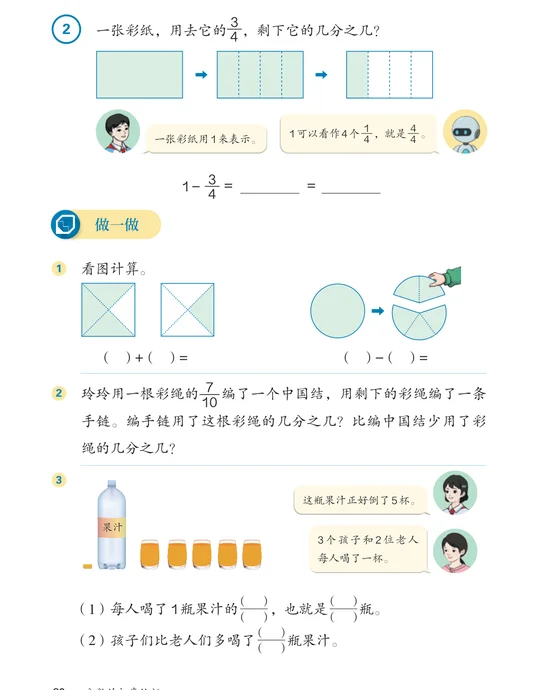 2 一张彩纸，用去它的3/4，剩下它的几分之几？
一张彩纸用1来表示。
1可以看作4个1/4，就是4/4。
1－3/4＝________＝________
做一做
1 看图计算。
( )＋( )＝ ( )－( )＝
2 玲玲用一根彩绳的7/10编了一个中国结，用剩下的彩绳编了一条
手链。编手链用了这根彩绳的几分之几？比编中国结少用了彩
绳的几分之几？
3
果汁
这瓶果汁正好倒了5杯。
3个孩子和2位老人
每人喝了一杯。
（1）每人喝了1瓶果汁的( )/( )，也就是( )/( )瓶。
（2）孩子们比老人们多喝了( )/( )瓶果汁。